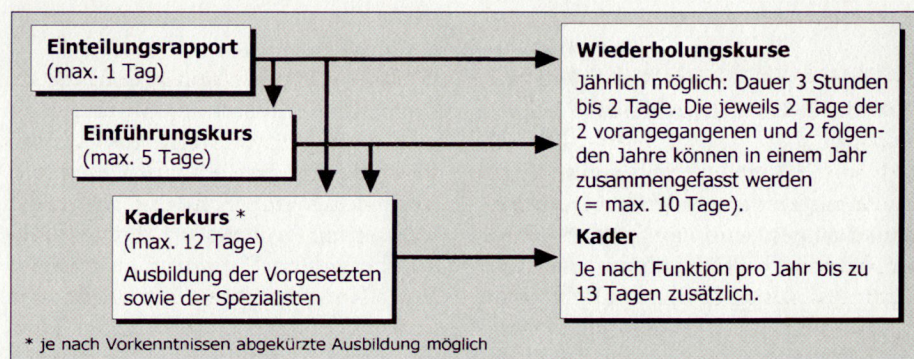 Einteilungsrapport
(max. 1 Tag)
Einführungskurs
(max. 5 Tage)
Kaderkurs *
(max. 12 Tage)
Ausbildung der Vorgesetzten
sowie der Spezialisten
Wiederholungskurse
Jährlich möglich: Dauer 3 Stunden
bis 2 Tage. Die jeweils 2 Tage der
2 vorangegangenen und 2 folgen-
den Jahre können in einem Jahr
zusammengefasst werden
(= max. 10 Tage).
Kader
Je nach Funktion pro Jahr bis zu
13 Tagen zusätzlich.
* je nach Vorkenntnissen abgekürzte Ausbildung möglich